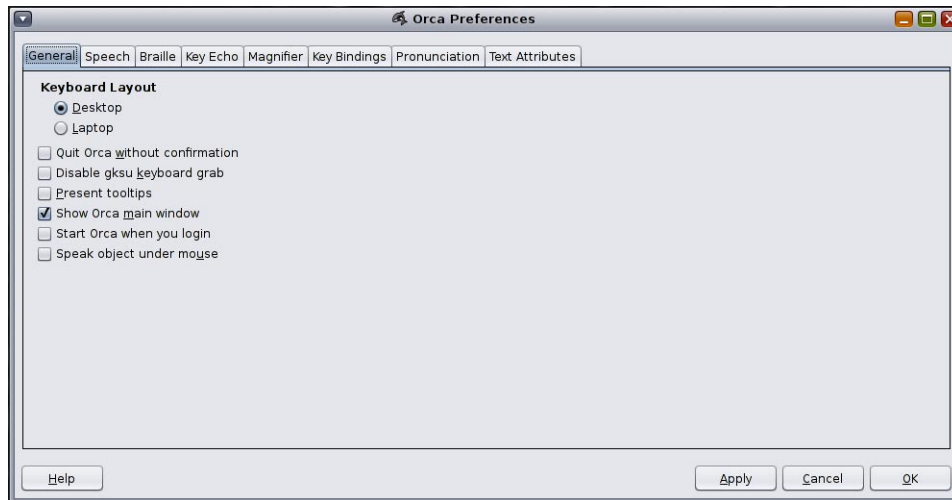 Orca Preferences
General Speech Braille Key Echo Magnifier Key Bindings Pronunciation Text Attributes
Keyboard Layout
Desktop
Laptop
Quit Orca without confirmation
Disable gksu keyboard grab
Present tooltips
Show Orca main window
Start Orca when you login
Speak object under mouse
Help Apply Cancel OK